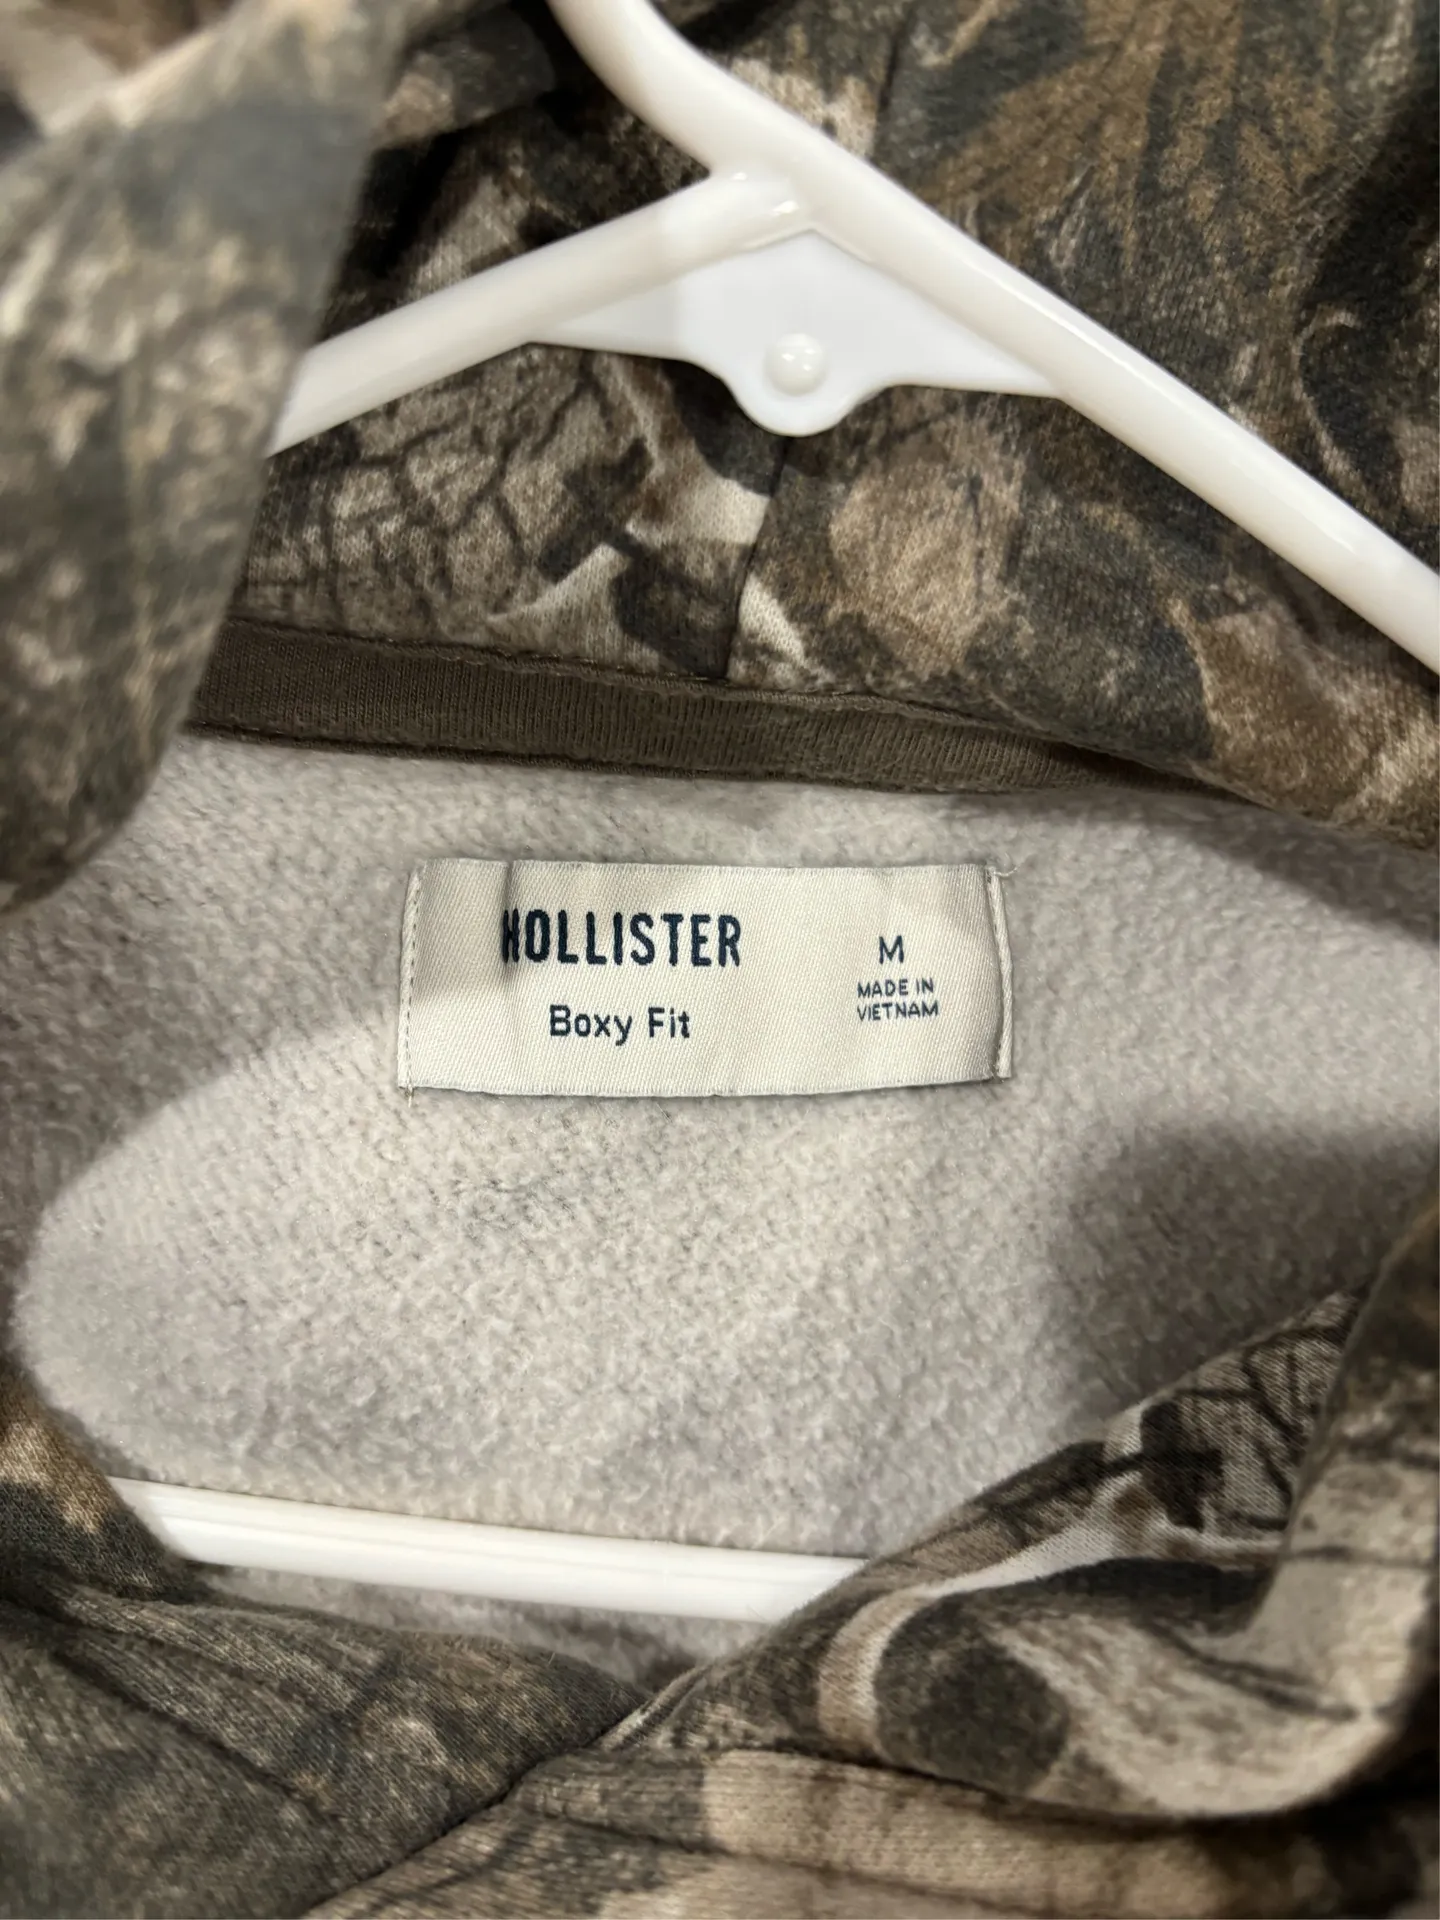 HOLLISTER
Boxy Fit
M
MADE IN
VIETNAM